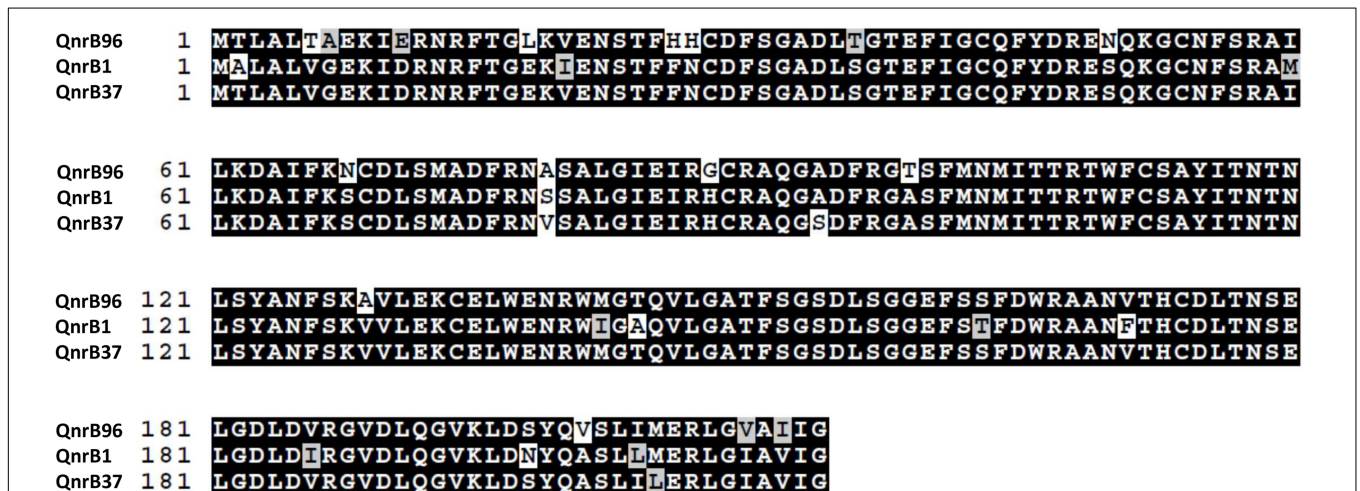 QnrB96 1 MTLALTAEKIERNRFTGLKVENSTFHHCDFSGADLTGTEFIGCQFYDRENQKGCNFSRAI
QnrB1 1 MALALVGEKIDRNRFTGEKIENSTFFNCDFSGADLSGTEFIGCQFYDRESQKGCNFSRAM
QnrB37 1 MTLALVGEKIDRNRFTGEKVENSTFFNCDFSGADLSGTEFIGCQFYDRESQKGCNFSRAI
QnrB96 61 LKDAIFKNCDLSMADFRNASALGIEIRGCRAQGADFRGTSFMNMITTRTWFCSAYITNTN
QnrB1 61 LKDAIFKSCDLSMADFRNSSALGIEIRHCRAQGADFRGASFMNMITTRTWFCSAYITNTN
QnrB37 61 LKDAIFKSCDLSMADFRNVSALGIEIRHCRAQGSDFRGASFMNMITTRTWFCSAYITNTN
QnrB96 121 LSYANFSKAVLEKCELWENRWMGTQVLGATFSGSDLSGGEFSSFDWRAANVTHCDLTNSE
QnrB1 121 LSYANFSKVVLEKCELWENRWIGAQVLGATFSGSDLSGGEFSTFDWRAANFTHCDLTNSE
QnrB37 121 LSYANFSKVVLEKCELWENRWMGTQVLGATFSGSDLSGGEFSSFDWRAANVTHCDLTNSE
QnrB96 181 LGDLDVRGVDLQGVKLDSYQVSLIMERLGVAIIG
QnrB1 181 LGDLDIRGVDLQGVKLDNYQASLLMERLGIAVIG
QnrB37 181 LGDLDVRGVDLQGVKLDSYQASLILERLGIAVIG